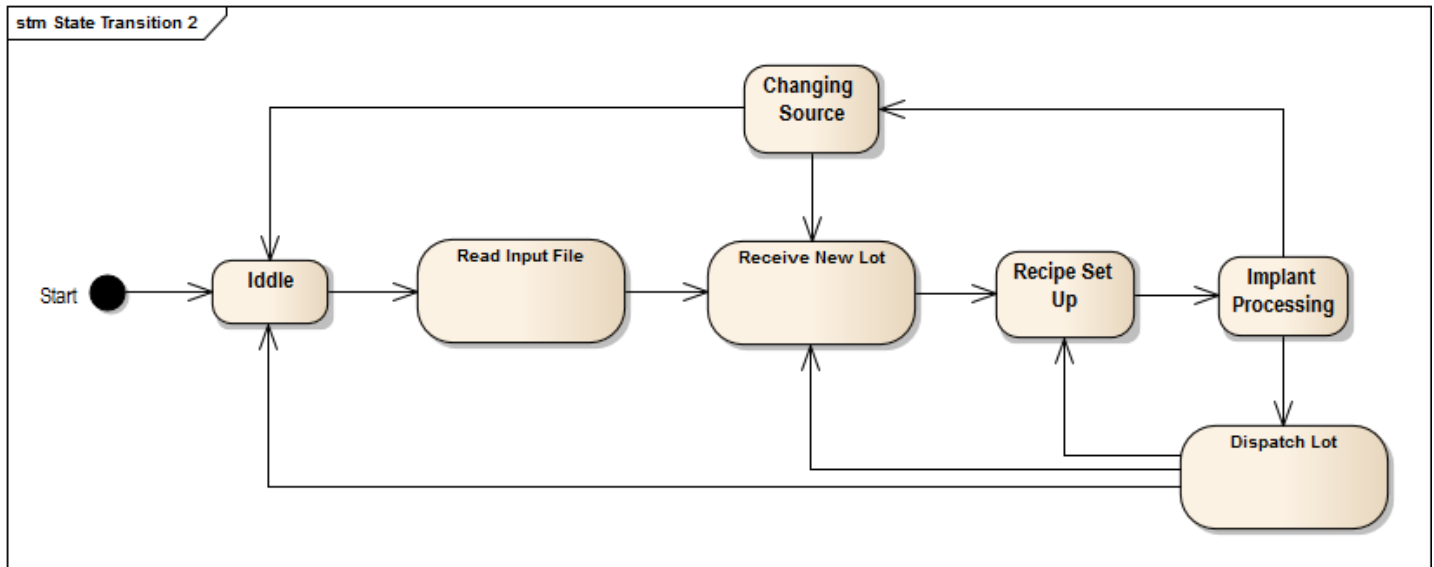 stm State Transition 2
Changing
Source
Read Input File
Receive New Lot
Recipe Set
Up
Implant
Processing
Iddle
Start
Dispatch Lot